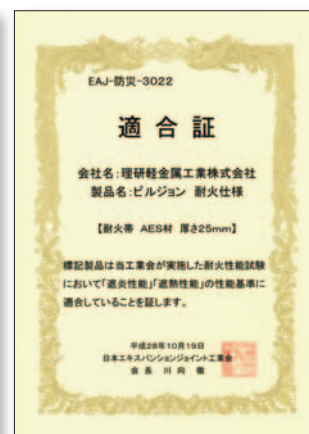 EAJ-防災-3022
適合証
会社名:理研軽金属工業株式会社
製品名:ビルジョン 耐火仕様
【耐火帯 AES材 厚さ25mm】
標記製品は当工業会が実施した耐火性能試験
において「遮炎性能」「遮熱性能」の性能基準に
適合していることを証します。
平成28年10月19日
日本エキスパンションジョイント工業会
会長 川向 徹